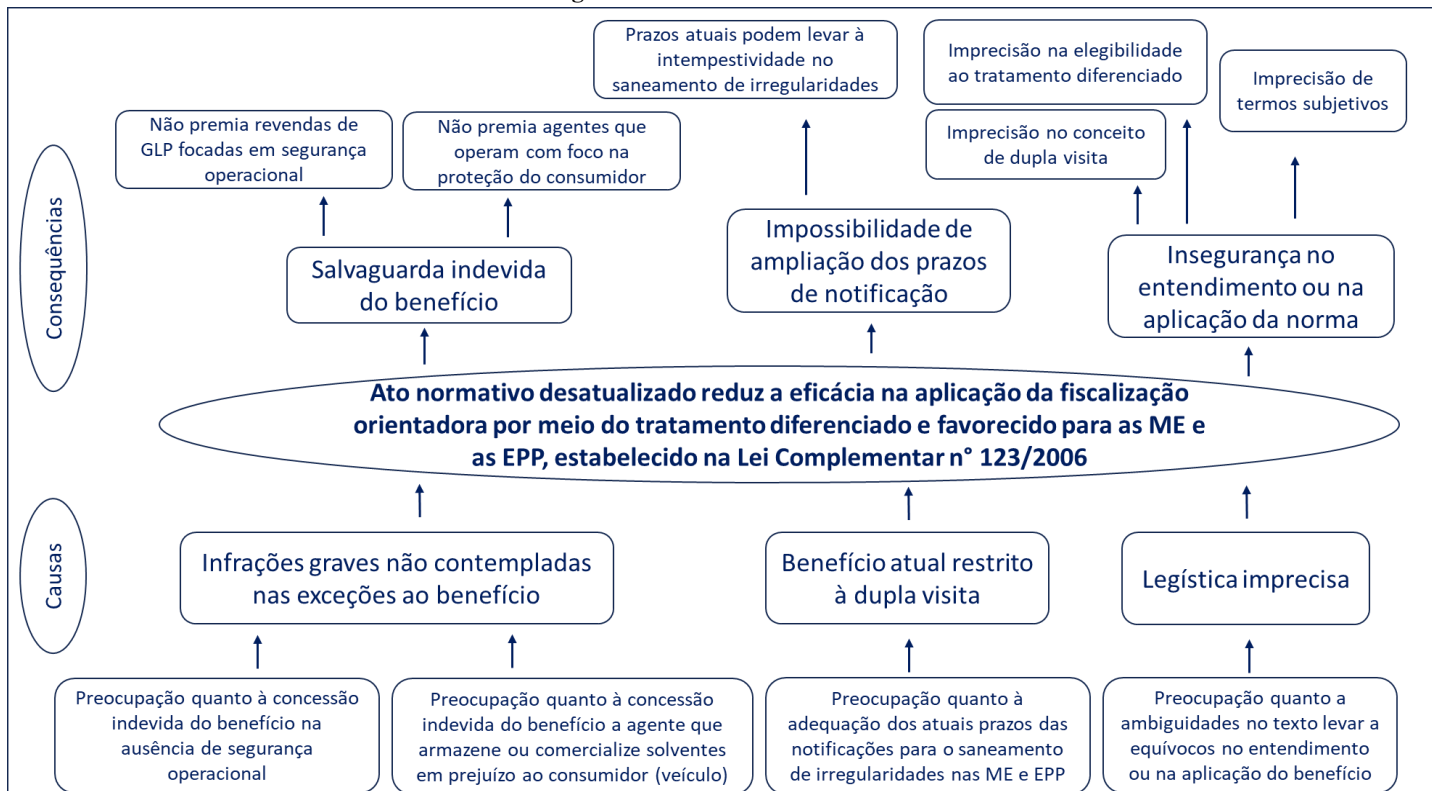 Prazos atuais podem levar à
intempestividade no
saneamento de irregularidades
Imprecisão na elegibilidade
ao tratamento diferenciado
Imprecisão de
termos subjetivos
Não premia revendas de
GLP focadas em segurança
operacional
Não premia agentes que
operam com foco na
proteção do consumidor
Imprecisão no conceito
de dupla visita
Consequências
Salvaguarda indevida
do benefício
Impossibilidade de
ampliação dos prazos
de notificação
Insegurança no
entendimento ou na
aplicação da norma
Ato normativo desatualizado reduz a eficácia na aplicação da fiscalização
orientadora por meio do tratamento diferenciado e favorecido para as ME e
as EPP, estabelecido na Lei Complementar n° 123/2006
Causas
Infrações graves não contempladas
nas exceções ao benefício
Benefício atual restrito
à dupla visita
Legística imprecisa
Preocupação quanto à concessão
indevida do benefício na
ausência de segurança
operacional
Preocupação quanto à concessão
indevida do benefício a agente que
armazene ou comercialize solventes
em prejuízo ao consumidor (veículo)
Preocupação quanto à
adequação dos atuais prazos das
notificações para o saneamento
de irregularidades nas ME e EPP
Preocupação quanto a
ambiguidades no texto levar a
equívocos no entendimento
ou na aplicação do benefício